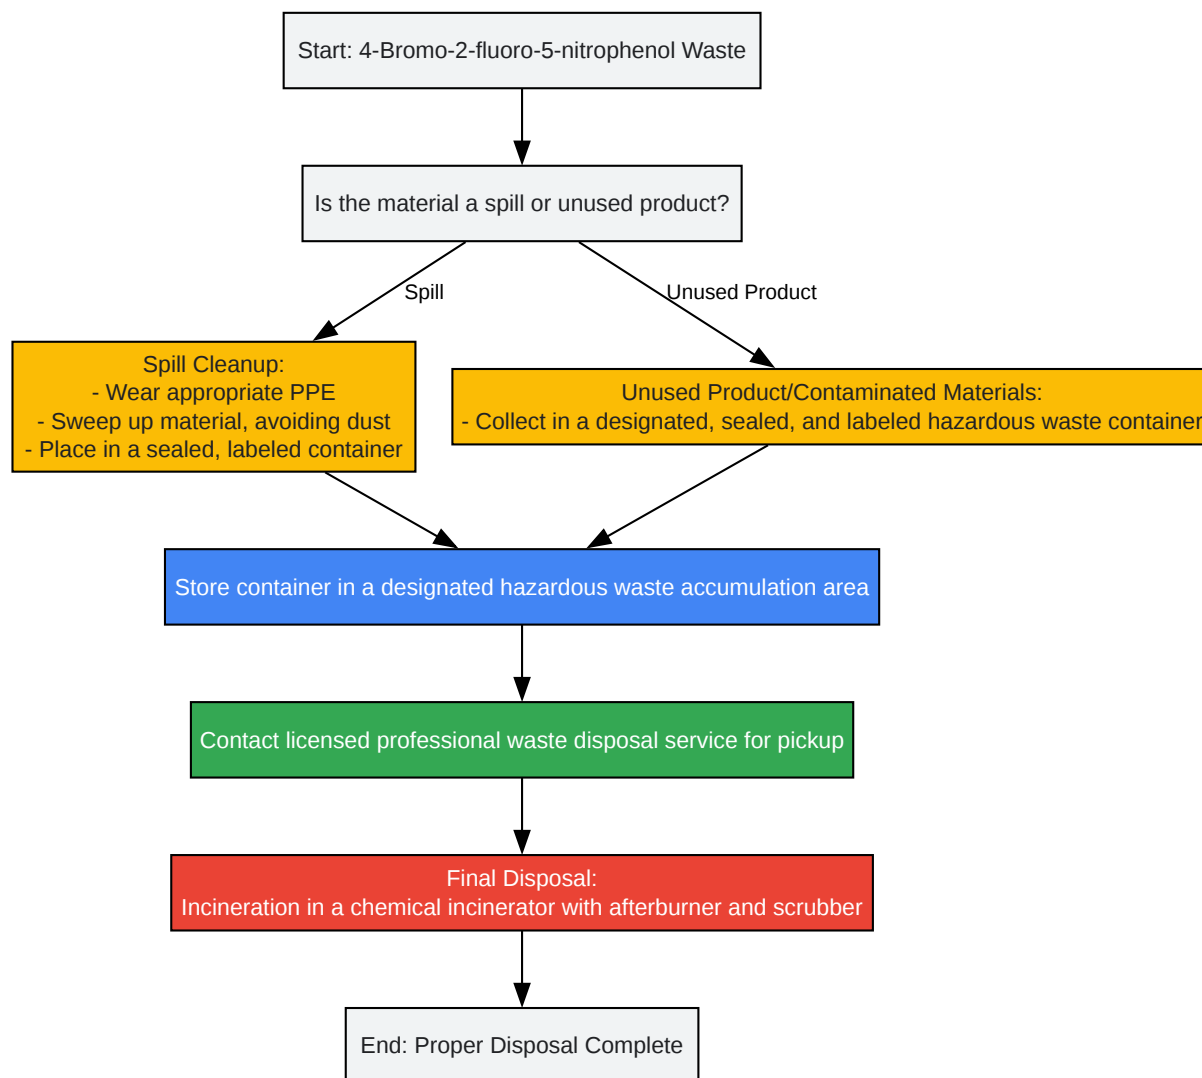 Start: 4-Bromo-2-fluoro-5-nitrophenol Waste
Is the material a spill or unused product?
Spill
Unused Product
Spill Cleanup:
- Wear appropriate PPE
- Sweep up material, avoiding dust
- Place in a sealed, labeled container
Unused Product/Contaminated Materials:
- Collect in a designated, sealed, and labeled hazardous waste container
Store container in a designated hazardous waste accumulation area
Contact licensed professional waste disposal service for pickup
Final Disposal:
Incineration in a chemical incinerator with afterburner and scrubber
End: Proper Disposal Complete